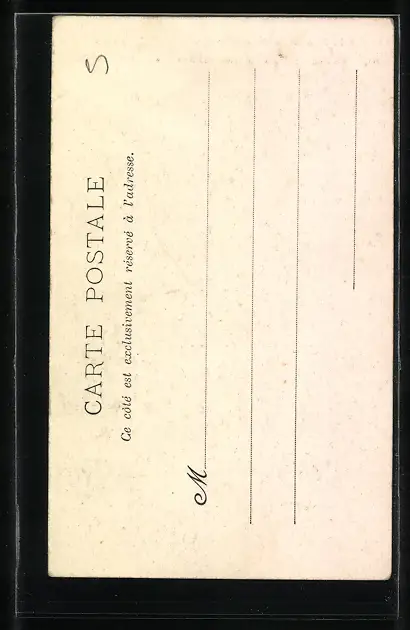 S
CARTE POSTALE
Ce côté est exclusivement réservé à l'adresse.
M